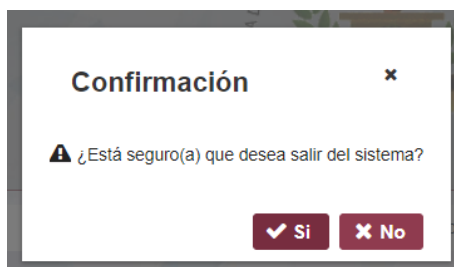 Confirmación
¿Está seguro(a) que desea salir del sistema?
Si
No